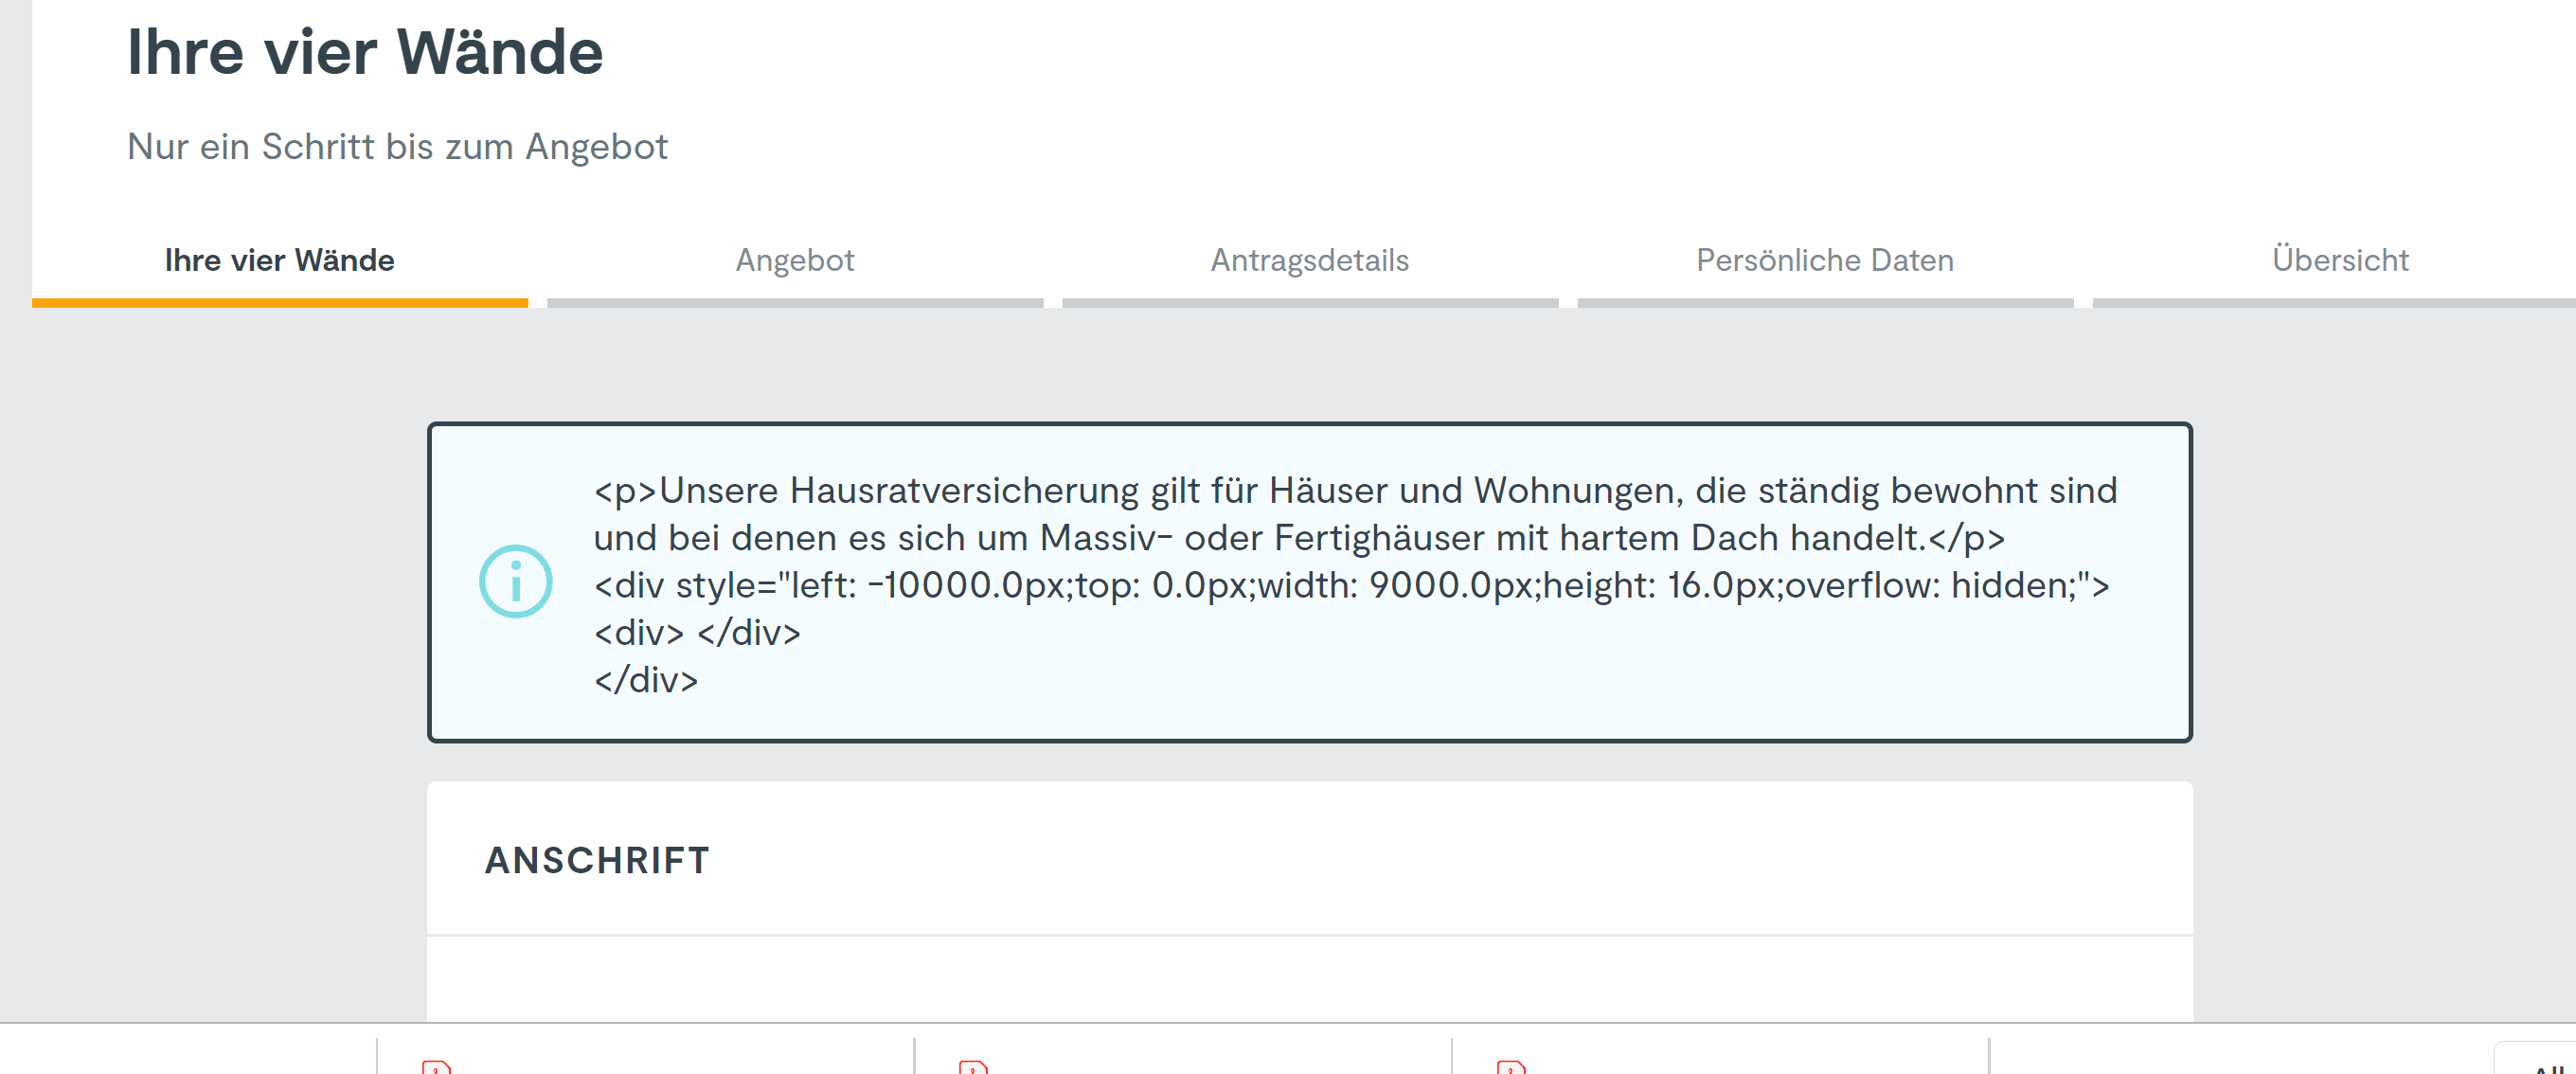 Ihre vier Wände
Nur ein Schritt bis zum Angebot
Ihre vier Wände
Angebot
Antragsdetails
Persönliche Daten
Übersicht
<p>Unsere Hausratversicherung gilt für Häuser und Wohnungen, die ständig bewohnt sind
und bei denen es sich um Massiv- oder Fertighäuser mit hartem Dach handelt.</p>
<div style="left: -10000.0px;top: 0.0px;width: 9000.0px;height: 16.0px;overflow: hidden;">
<div> </div>
</div>
ANSCHRIFT